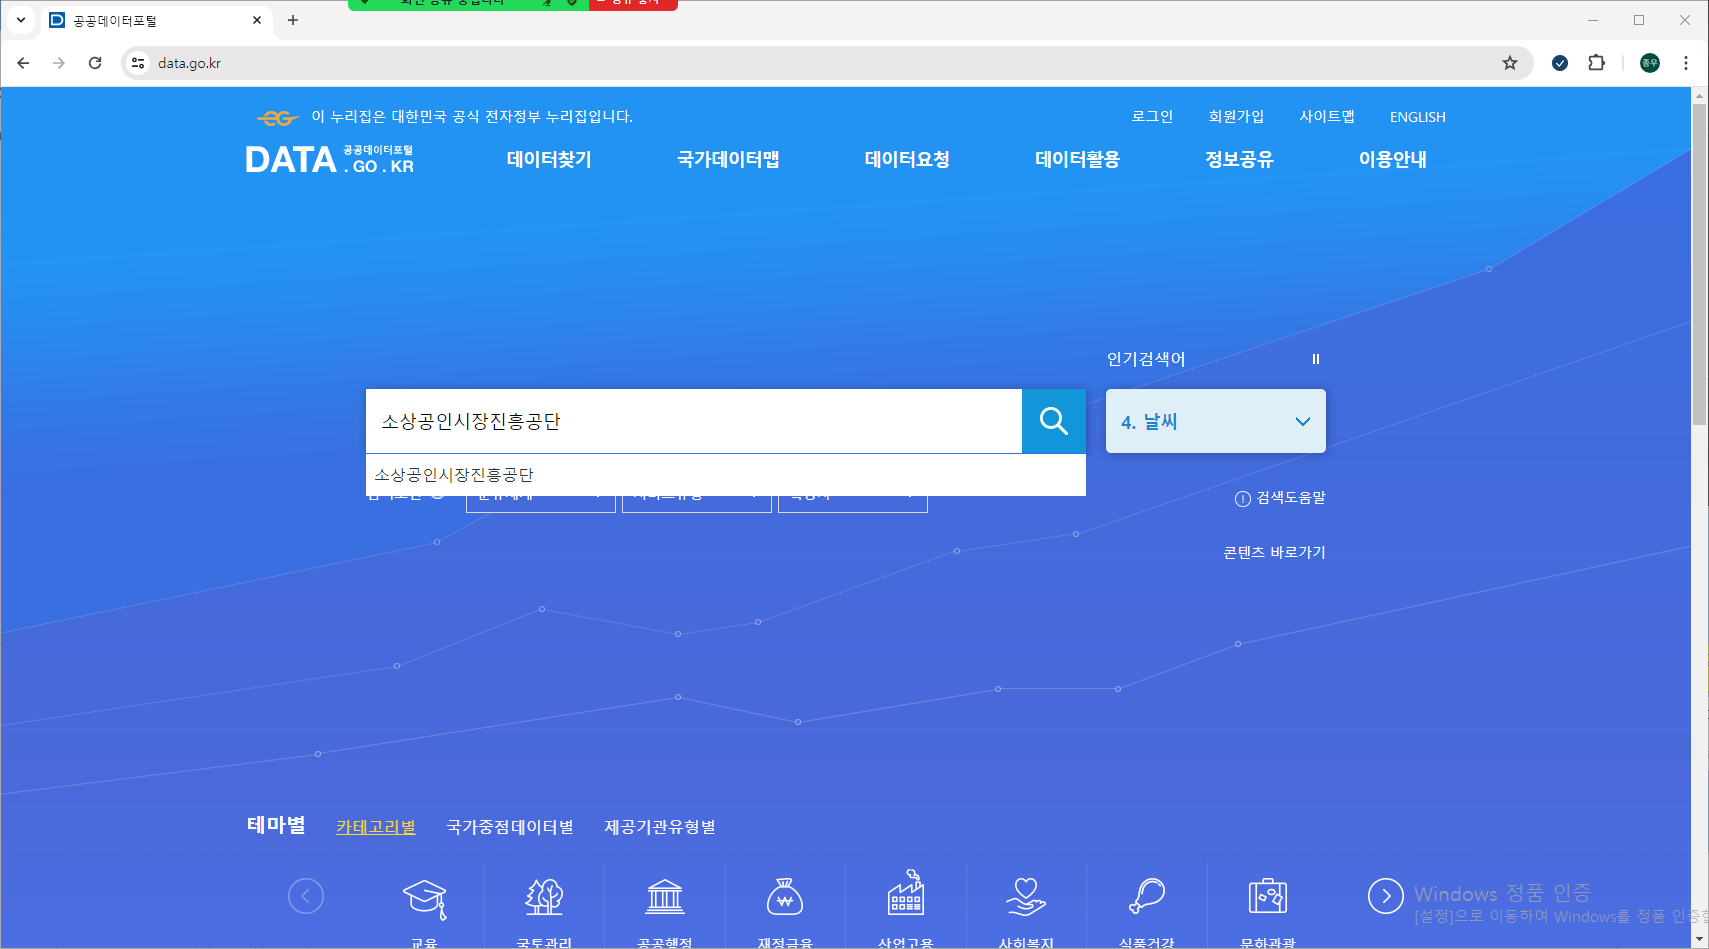 공공데이터포털
data.go.kr
종우
이 누리집은 대한민국 공식 전자정부 누리집입니다.
로그인 회원가입 사이트맵 ENGLISH
DATA 공공데이터포털
.GO.KR
데이터찾기 국가데이터맵 데이터요청 데이터활용 정보공유 이용안내
인기검색어
소상공인시장진흥공단
4. 날씨
소상공인시장진흥공단
검색도움말
콘텐츠 바로가기
테마별 카테고리별 국가중점데이터별 제공기관유형별
교육 국토관리 공공행정 재정금융 산업고용 사회복지 식품건강 문화관광
Windows 정품 인증
[설정]으로 이동하여 Windows를 정품 인증합